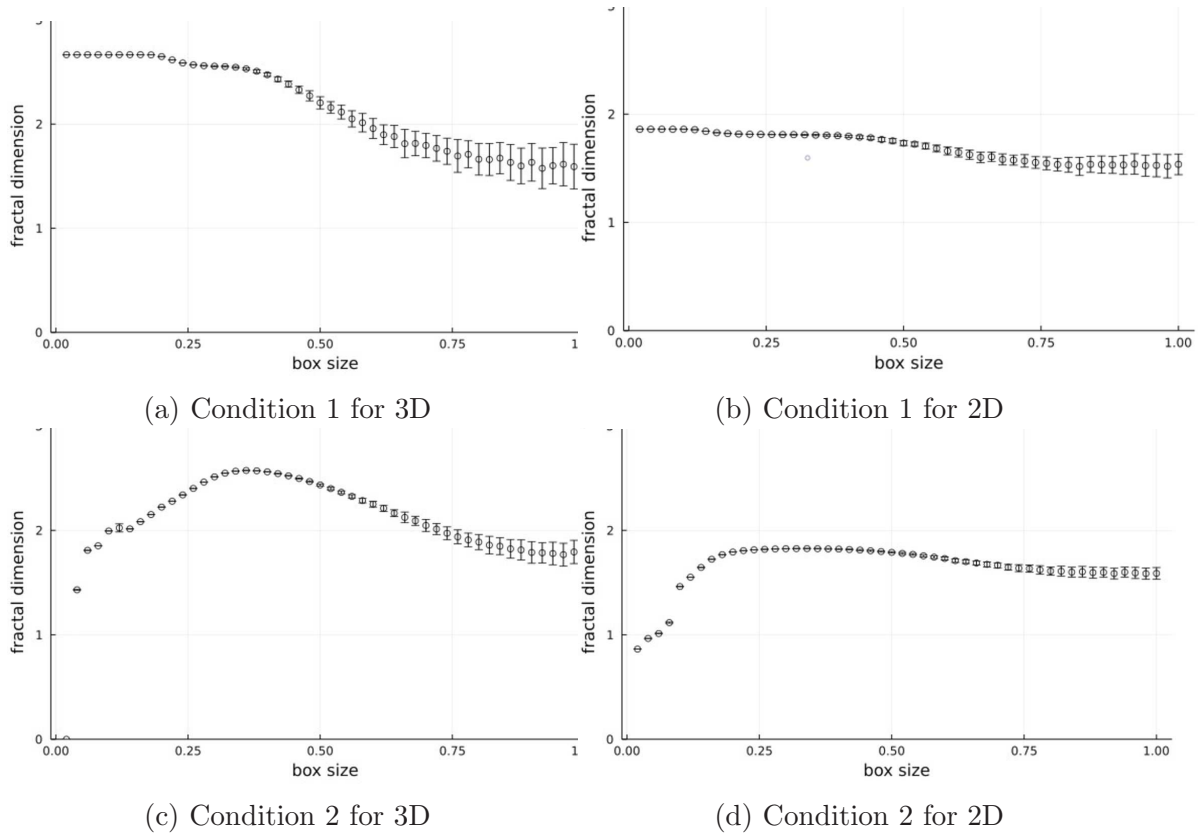 2
1
0
0.00 0.25 0.50 0.75 1
fractal dimension
box size
(a) Condition 1 for 3D
2
1
0
0.00 0.25 0.50 0.75 1.00
fractal dimension
box size
(b) Condition 1 for 2D
2
1
0
0.00 0.25 0.50 0.75 1
fractal dimension
box size
(c) Condition 2 for 3D
2
1
0
0.00 0.25 0.50 0.75 1.00
fractal dimension
box size
(d) Condition 2 for 2D